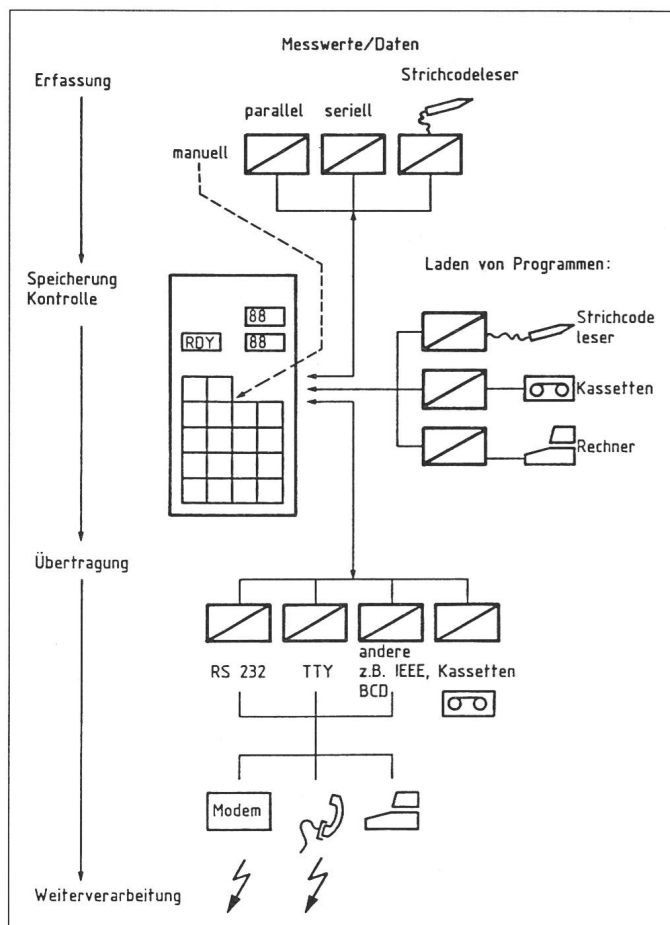 Messwerte/Daten
Erfassung
Strichcodeleser
parallel
seriell
manuell
Speicherung
Kontrolle
Laden von Programmen:
88
RDY
88
Strichcode
leser
Kassetten
Rechner
Übertragung
RS 232
TTY
andere
z.B. IEEE,
BCD
Kassetten
Modem
Weiterverarbeitung